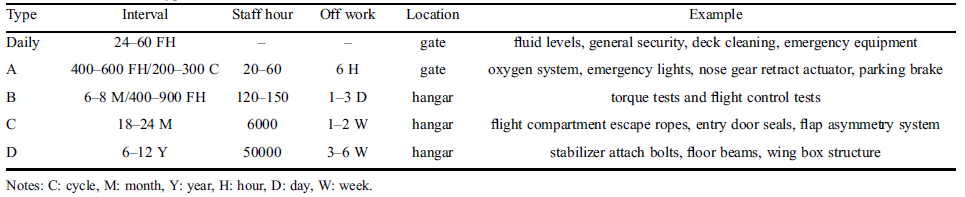 Type Interval Staff hour Off work Location Example
Daily 24–60 FH – – gate fluid levels, general security, deck cleaning, emergency equipment
A 400–600 FH/200–300 C 20–60 6 H gate oxygen system, emergency lights, nose gear retract actuator, parking brake
B 6–8 M/400–900 FH 120–150 1–3 D hangar torque tests and flight control tests
C 18–24 M 6000 1–2 W hangar flight compartment escape ropes, entry door seals, flap asymmetry system
D 6–12 Y 50000 3–6 W hangar stabilizer attach bolts, floor beams, wing box structure
Notes: C: cycle, M: month, Y: year, H: hour, D: day, W: week.